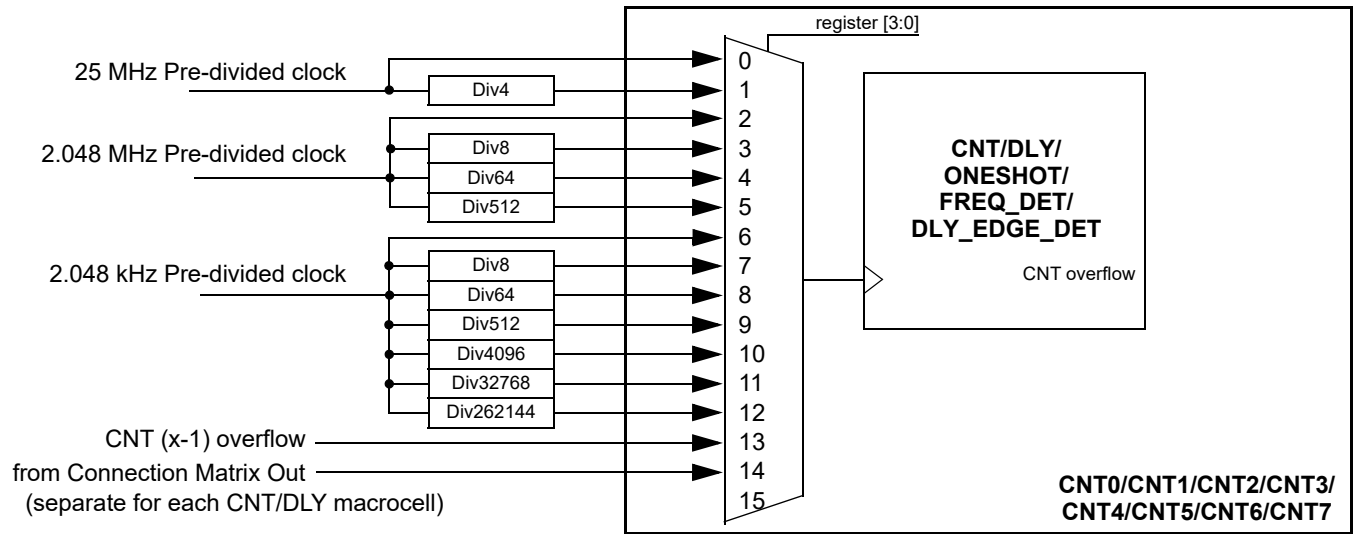 register [3:0]
25 MHz Pre-divided clock
Div4
2.048 MHz Pre-divided clock
Div8
Div64
Div512
2.048 kHz Pre-divided clock
Div8
Div64
Div512
Div4096
Div32768
Div262144
CNT (x-1) overflow
from Connection Matrix Out
(separate for each CNT/DLY macrocell)
0
1
2
3
4
5
6
7
8
9
10
11
12
13
14
15
CNT/DLY/
ONESHOT/
FREQ_DET/
DLY_EDGE_DET
CNT overflow
CNT0/CNT1/CNT2/CNT3/
CNT4/CNT5/CNT6/CNT7